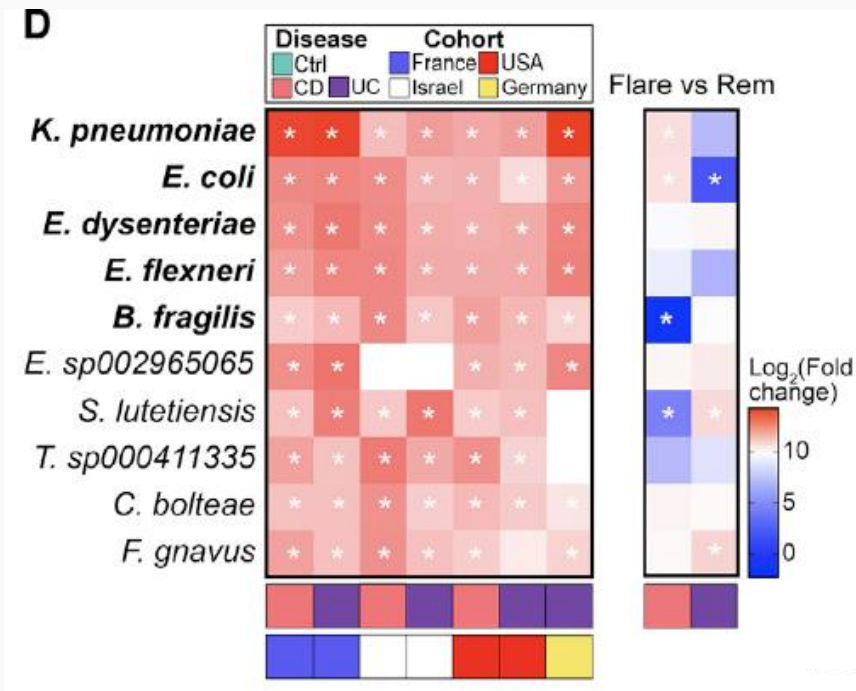 D
Disease Cohort
Ctrl France USA
CD UC Israel Germany
Flare vs Rem
K. pneumoniae
E. coli
E. dysenteriae
E. flexneri
B. fragilis
E. sp002965065
S. lutetiensis
T. sp000411335
C. bolteae
F. gnavus
Log2(Fold
change)
10
5
0